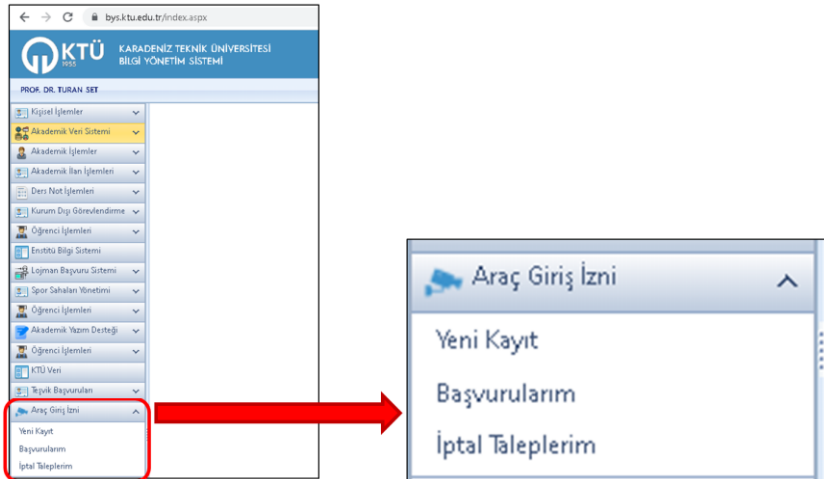 bys.ktu.edu.tr/index.aspx
KTÜ
1955
KARADENİZ TEKNİK ÜNİVERSİTESİ
BİLGİ YÖNETİM SİSTEMİ
PROF. DR. TURAN SET
Kişisel İşlemler
Akademik Veri Sistemi
Akademik İşlemler
Akademik İlan İşlemleri
Ders Not İşlemleri
Kurum Dışı Görevlendirme
Öğrenci İşlemleri
Enstitü Bilgi Sistemi
Lojman Başvuru Sistemi
Spor Sahaları Yönetimi
Öğrenci İşlemleri
Akademik Yazım Desteği
Öğrenci İşlemleri
KTÜ Veri
Teşvik Başvuruları
Araç Giriş İzni
Yeni Kayıt
Başvurularım
İptal Taleplerim
Araç Giriş İzni
Yeni Kayıt
Başvurularım
İptal Taleplerim